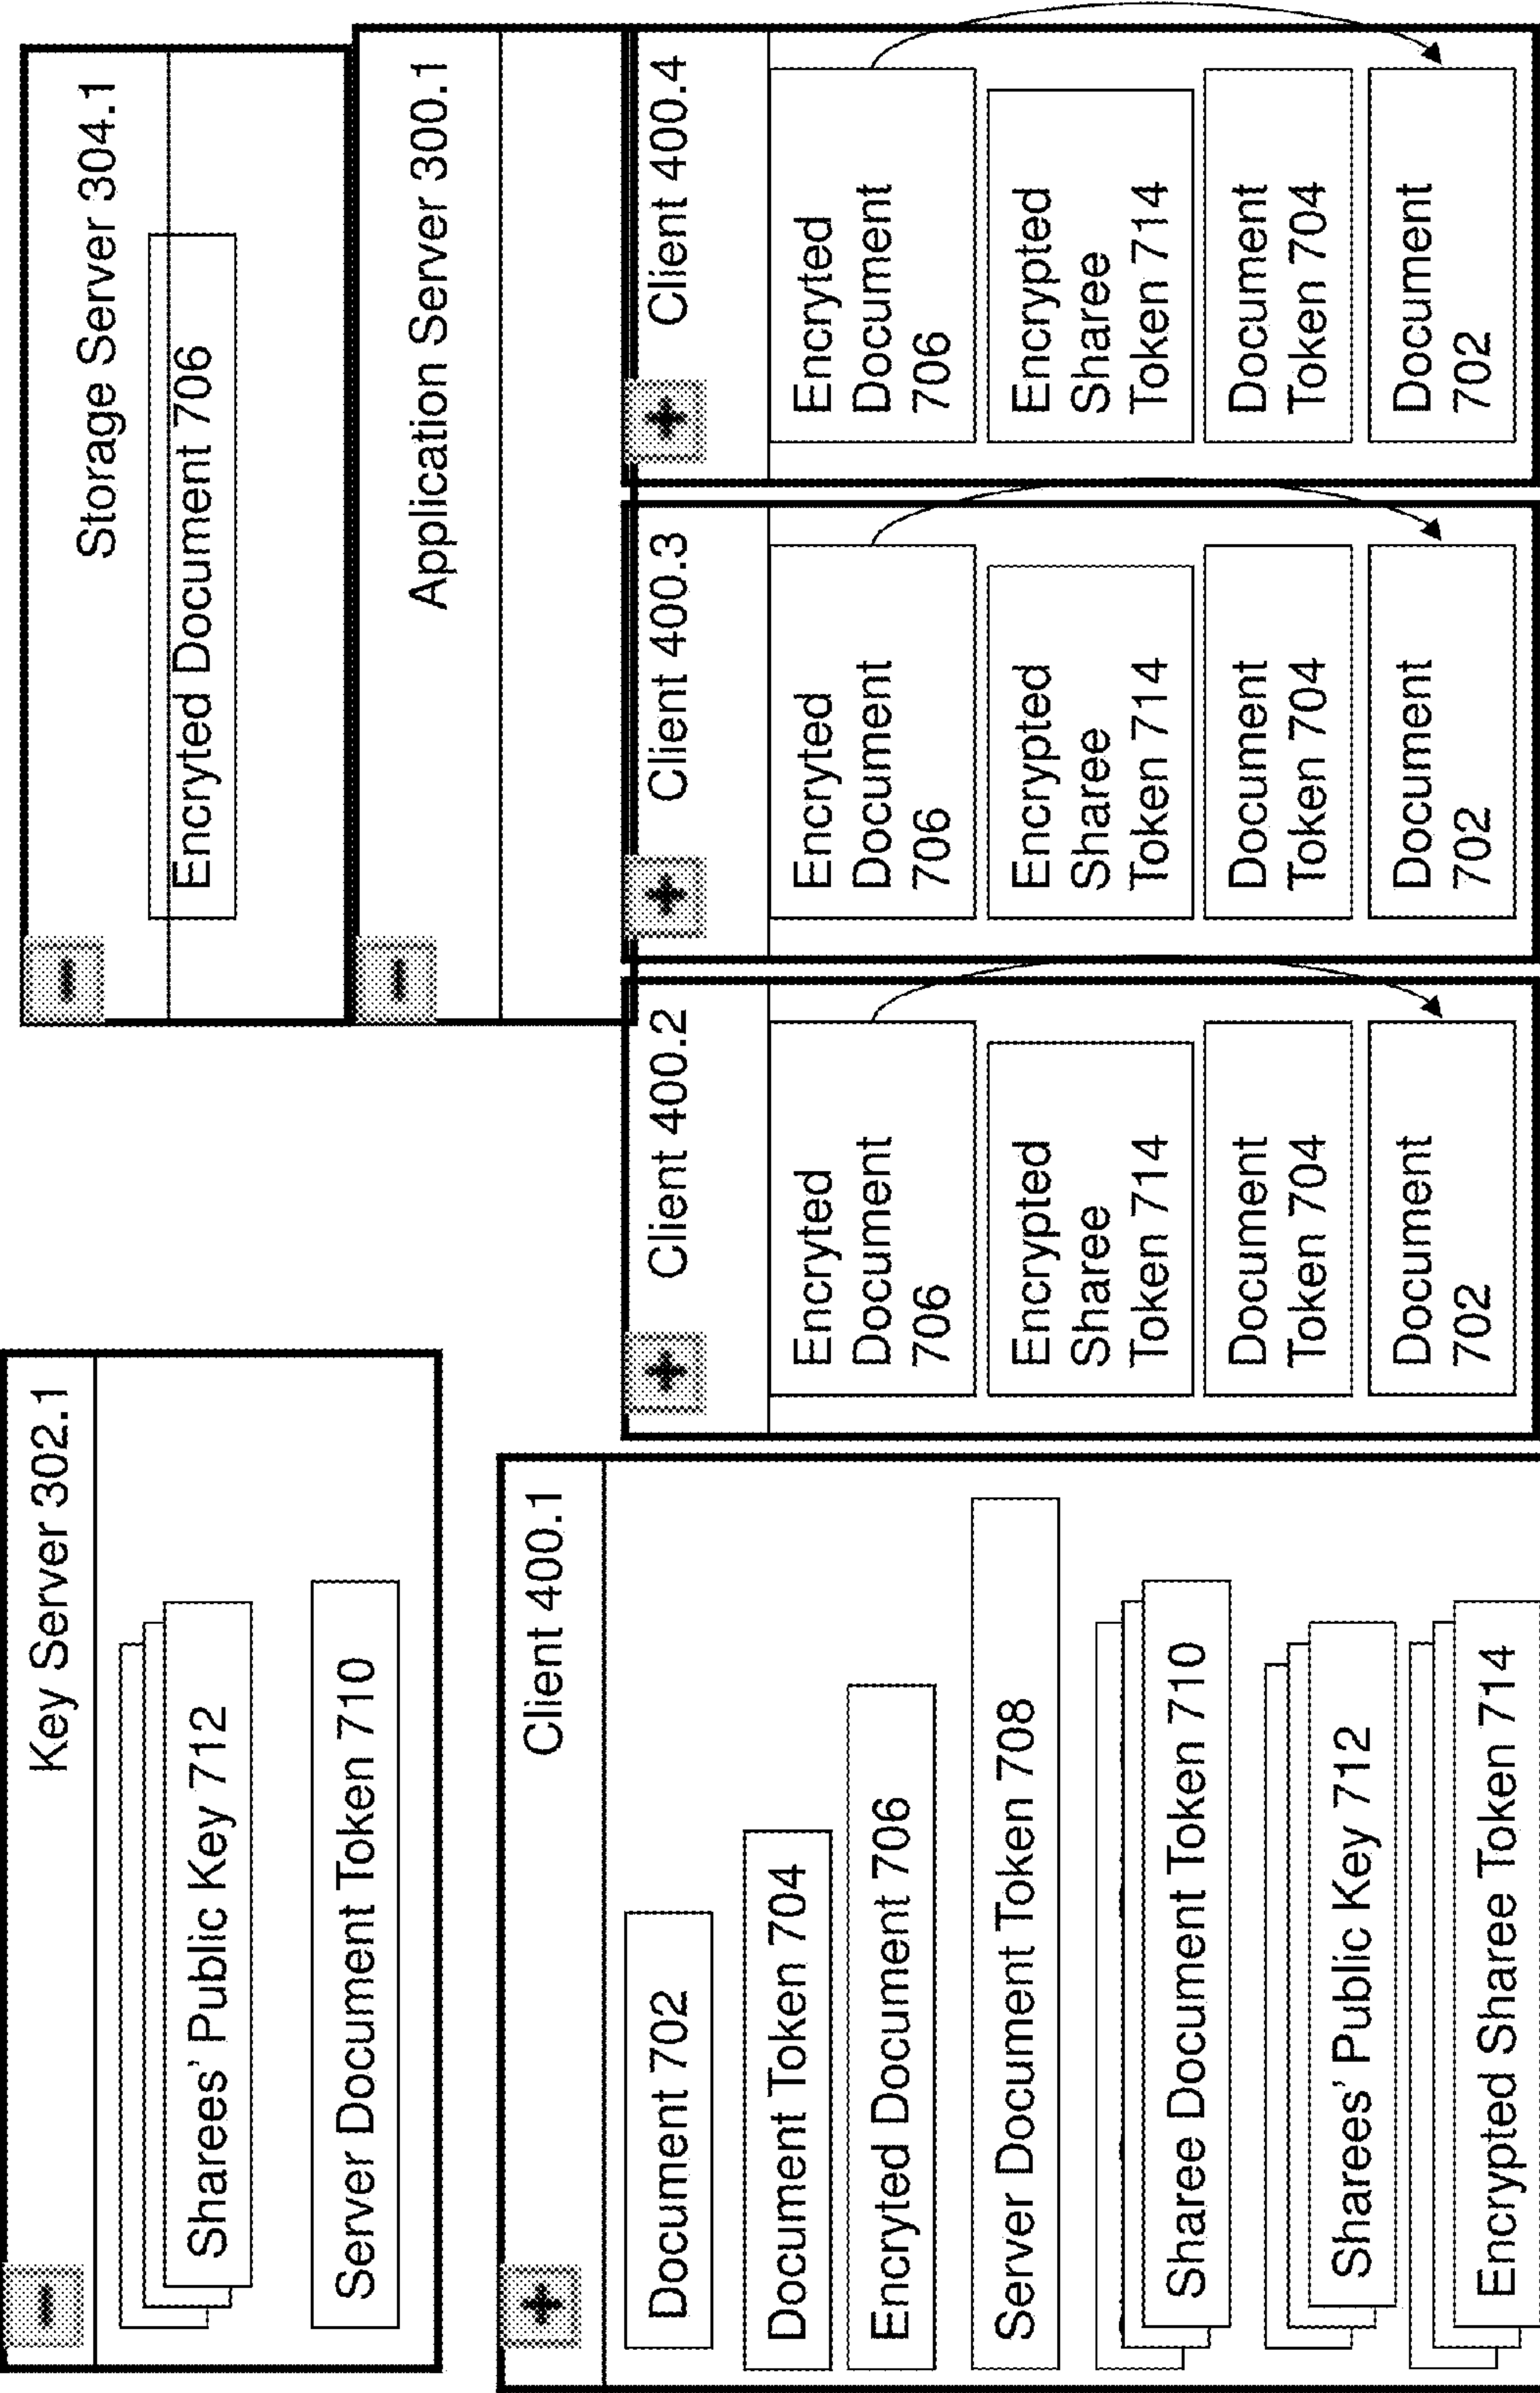 Key Server 302.1
Sharees' Public Key 712
Server Document Token 710
Storage Server 304.1
Encryted Document 706
Application Server 300.1
Client 400.1
Document 702
Document Token 704
Encryted Document 706
Server Document Token 708
Sharee Document Token 710
Sharees' Public Key 712
Encrypted Sharee Token 714
Client 400.2
Encryted
Document
706
Encrypted
Sharee
Token 714
Document
Token 704
Document
702
Client 400.3
Encryted
Document
706
Encrypted
Sharee
Token 714
Document
Token 704
Document
702
Client 400.4
Encryted
Document
706
Encrypted
Sharee
Token 714
Document
Token 704
Document
702